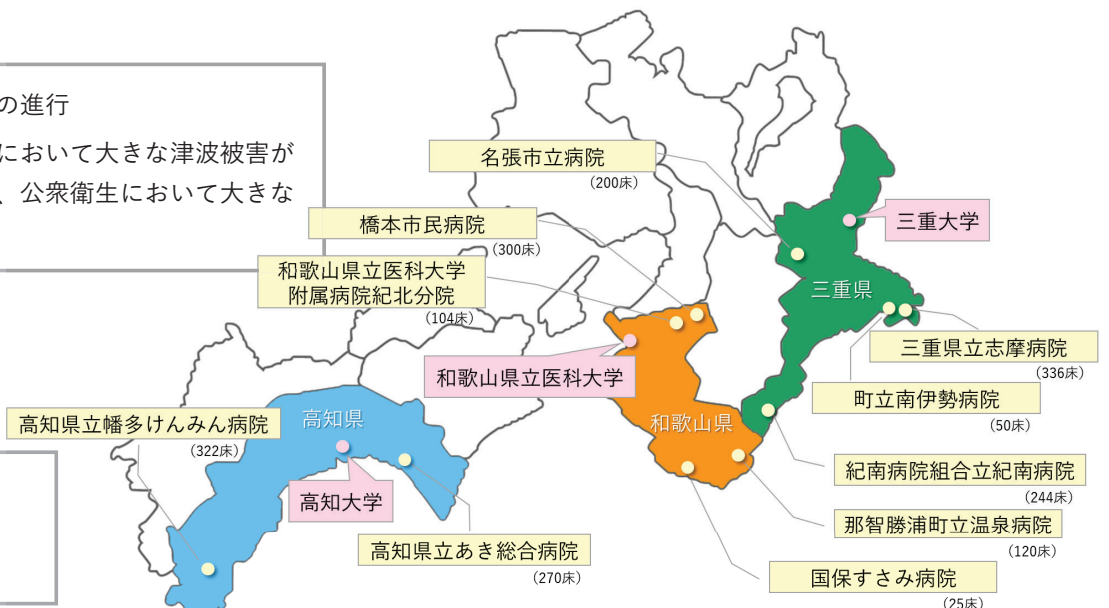 の進行
において大きな津波被害が
、公衆衛生において大きな
名張市立病院
(200床)
橋本市民病院
(300床)
和歌山県立医科大学
附属病院紀北分院
(104床)
三重大学
三重県
三重県立志摩病院
(336床)
和歌山県立医科大学
町立南伊勢病院
(50床)
高知県立幡多けんみん病院
(322床)
高知県
和歌山県
紀南病院組合立紀南病院
(244床)
高知大学
那智勝浦町立温泉病院
(120床)
高知県立あき総合病院
(270床)
国保すさみ病院
(25床)